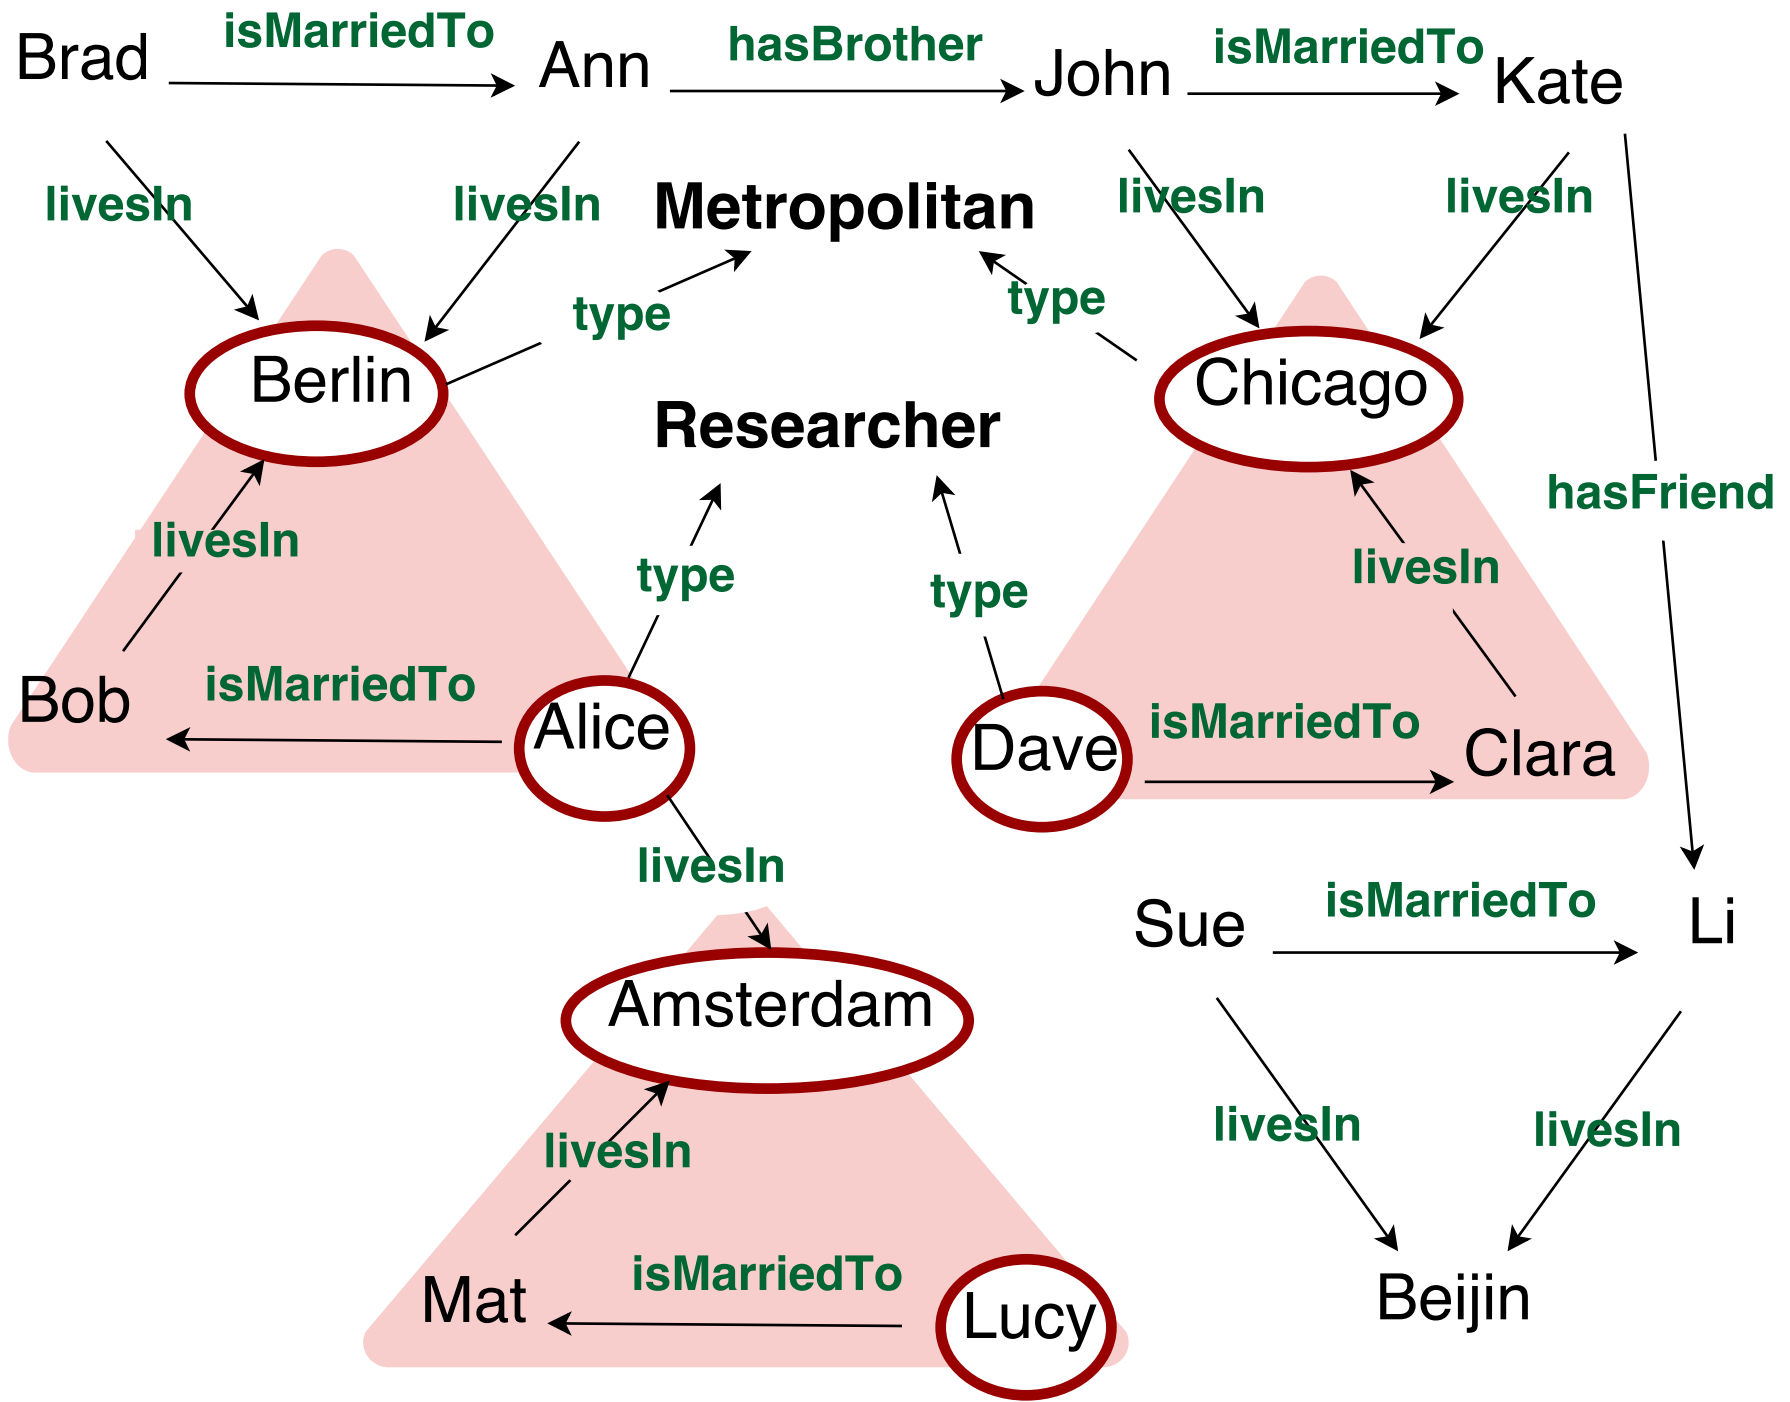 Brad
isMarriedTo
Ann
hasBrother
John
isMarriedTo
Kate
livesIn
livesIn
Metropolitan
livesIn
livesIn
type
type
Berlin
Chicago
Researcher
hasFriend
livesIn
type
type
livesIn
Bob
isMarriedTo
Alice
Dave
isMarriedTo
Clara
livesIn
Sue
isMarriedTo
Li
Amsterdam
livesIn
livesIn
livesIn
Mat
isMarriedTo
Lucy
Beijin